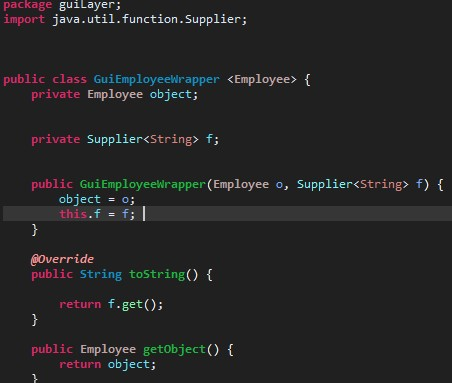 package guiLayer;
import java.util.function.Supplier;
public class GuiEmployeeWrapper <Employee> {
private Employee object;
private Supplier<String> f;
public GuiEmployeeWrapper(Employee o, Supplier<String> f) {
object = o;
this.f = f;
}
@Override
public String toString() {
return f.get();
}
public Employee getObject() {
return object;
}